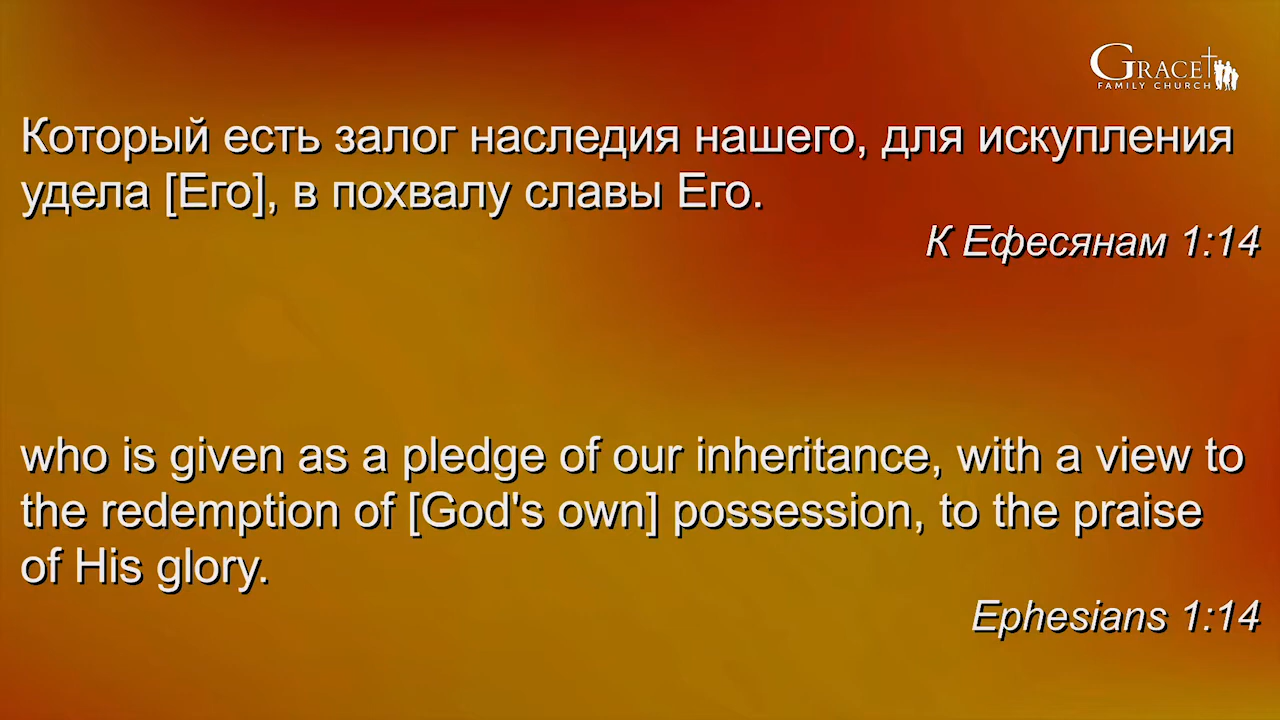 GRACE
FAMILY CHURCH
Который есть залог наследия нашего, для искупления
удела [Его], в похвалу славы Его.
К Ефесянам 1:14
who is given as a pledge of our inheritance, with a view to
the redemption of [God's own] possession, to the praise
of His glory.
Ephesians 1:14